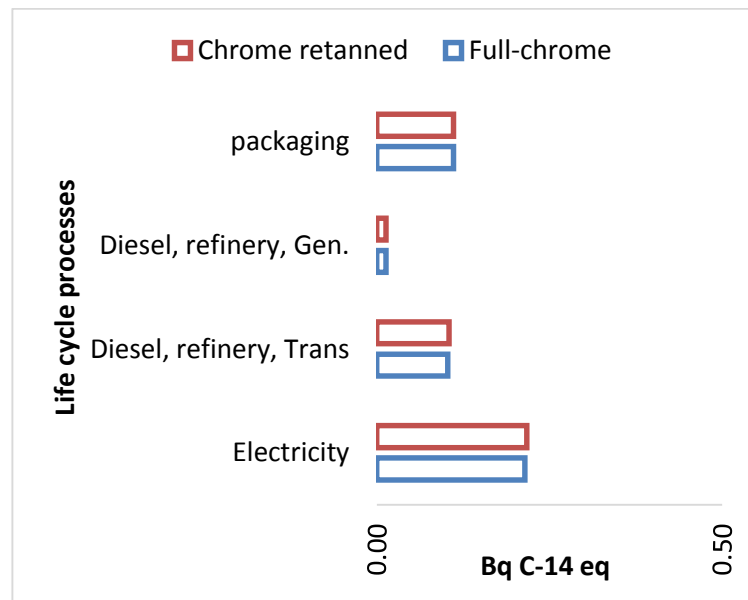 Chrome retanned Full-chrome
Life cycle processes
packaging
Diesel, refinery, Gen.
Diesel, refinery, Trans
Electricity
0.00
0.50
Bq C-14 eq